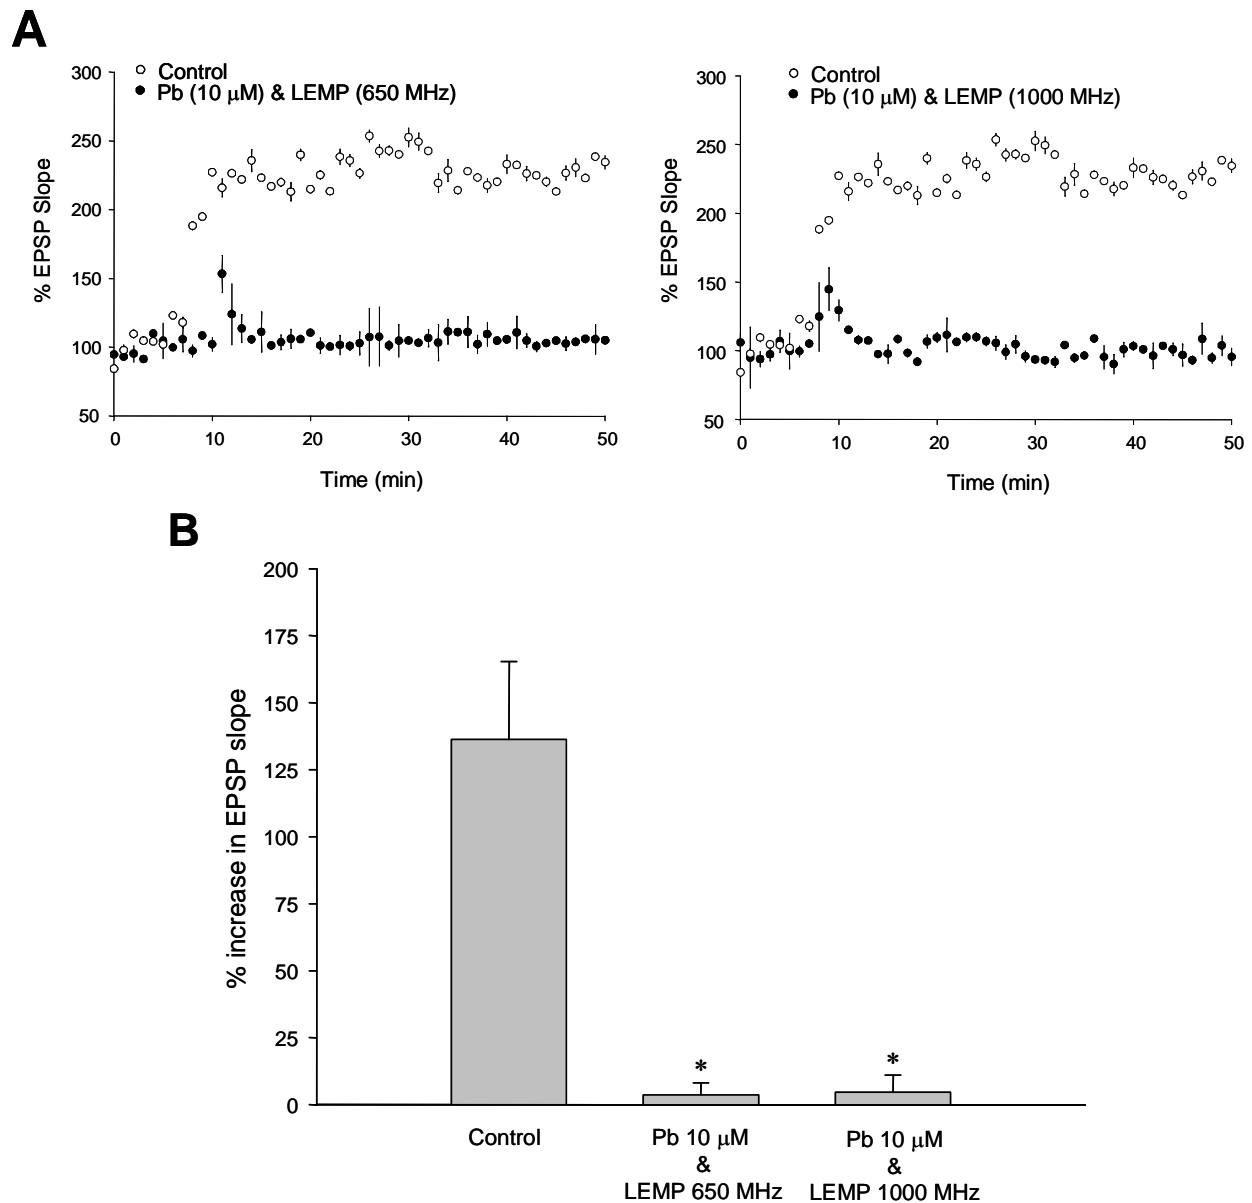 A
Control
Pb (10 μM) & LEMP (650 MHz)
% EPSP Slope
300
250
200
150
100
50
0
10
20
30
40
50
Time (min)
Control
Pb (10 μM) & LEMP (1000 MHz)
% EPSP Slope
300
250
200
150
100
50
0
10
20
30
40
50
Time (min)
B
% increase in EPSP slope
200
175
150
125
100
75
50
25
0
*
*
Control
Pb 10 μM
&
LEMP 650 MHz
Pb 10 μM
&
LEMP 1000 MHz